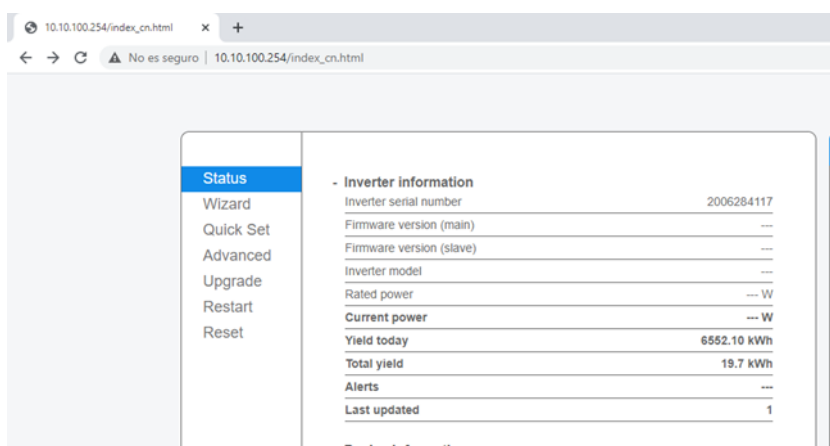 10.10.100.254/index_cn.html
No es seguro | 10.10.100.254/index_cn.html
Status
Wizard
Quick Set
Advanced
Upgrade
Restart
Reset
- Inverter information
Inverter serial number 2006284117
Firmware version (main) ---
Firmware version (slave) ---
Inverter model ---
Rated power --- W
Current power --- W
Yield today 6552.10 kWh
Total yield 19.7 kWh
Alerts ---
Last updated 1